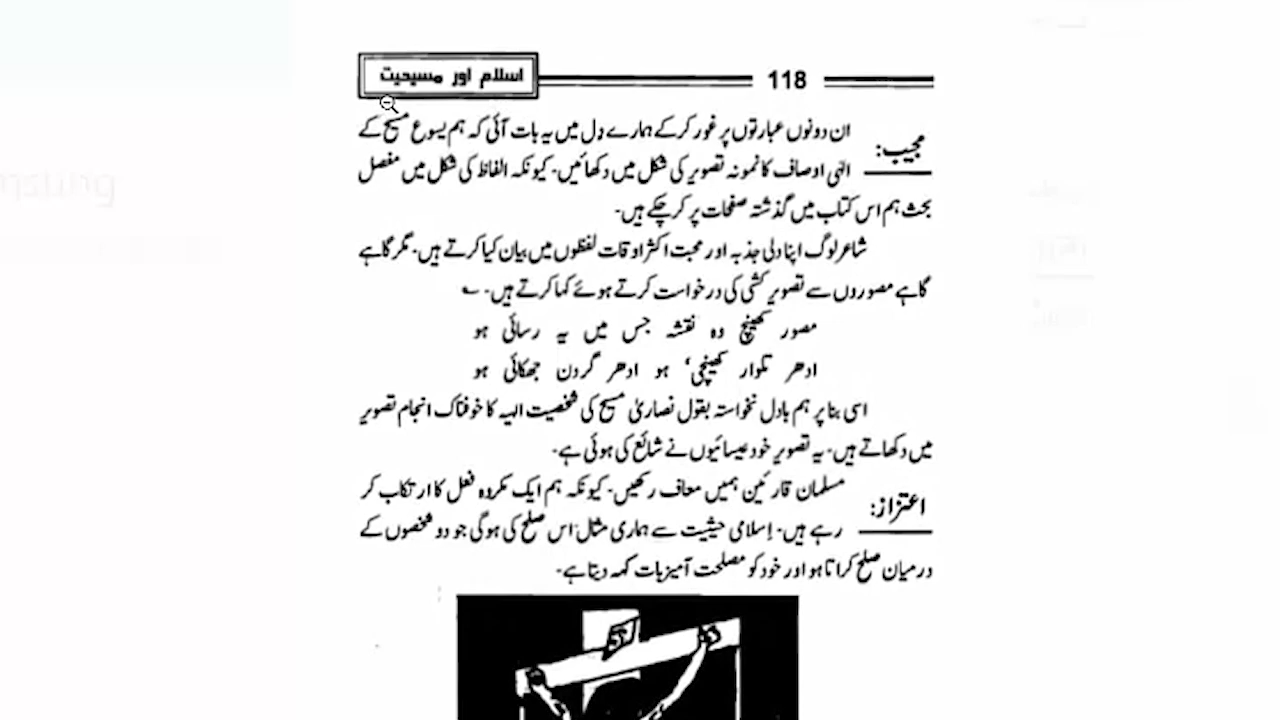 118
اسلام اور مسیحیت
مجیب:
ان دونوں عبارتوں پر غور کرکے ہمارے دل میں یہ بات آئی کہ ہم یسوع مسیح کے
الٰہی اوصاف کا نمونہ تصویر کی شکل میں دکھائیں۔ کیونکہ الفاظ کی شکل میں مفصل
بحث ہم اس کتاب میں گذشتہ صفحات پر کر چکے ہیں۔
شاعر لوگ اپنا دلی جذبہ اور محبت اکثر اوقات لفظوں میں بیان کیا کرتے ہیں۔ مگر گاہے
گاہے مصوروں سے تصویر کشی کی درخواست کرتے ہوئے کہا کرتے ہیں۔ ؎
مصور کھینچ وہ نقشہ جس میں یہ رسائی ہو
ادھر تلوار کھینچی' ہو ادھر گردن جھکائی ہو
اسی بنا پر ہم بادل نخواستہ بقول نصاریٰ مسیح کی شخصیت الہیہ کا خوفناک انجام تصویر
میں دکھاتے ہیں۔ یہ تصویر خود عیسائیوں نے شائع کی ہوئی ہے۔
اعتزاز:
مسلمان قارئین ہمیں معاف رکھیں۔ کیونکہ ہم ایک مکروہ فعل کا ارتکاب کر
رہے ہیں۔ اسلامی حیثیت سے ہماری مثال اس صلح کی ہوگی جو دو شخصوں کے
درمیان صلح کراتا ہو اور خود کو مصلحت آمیز بات کہہ دیتا ہے۔